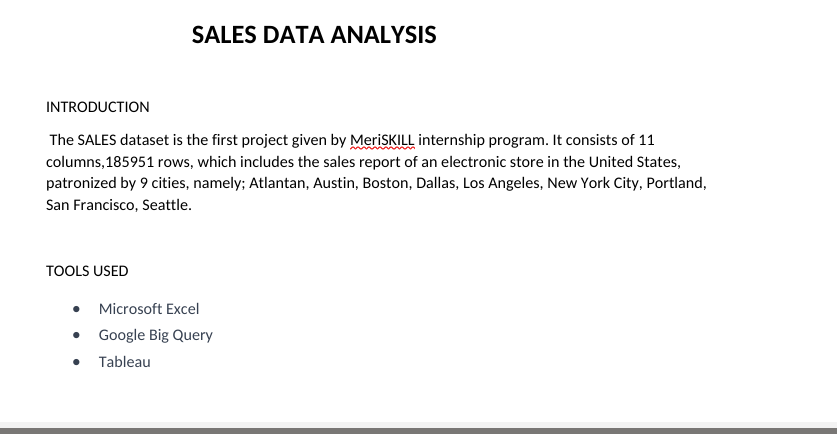 SALES DATA ANALYSIS
INTRODUCTION
The SALES dataset is the first project given by MeriSKILL internship program. It consists of 11
columns,185951 rows, which includes the sales report of an electronic store in the United States,
patronized by 9 cities, namely; Atlantan, Austin, Boston, Dallas, Los Angeles, New York City, Portland,
San Francisco, Seattle.
TOOLS USED
• Microsoft Excel
• Google Big Query
• Tableau